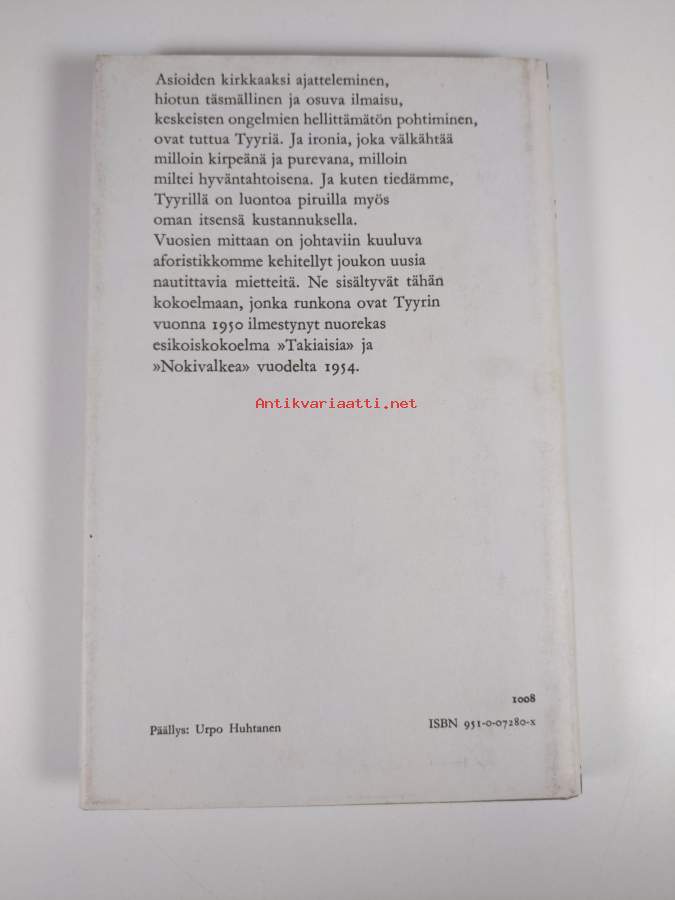 Asioiden kirkkaaksi ajatteleminen,
hiotun täsmällinen ja osuva ilmaisu,
keskeisten ongelmien hellittämätön pohtiminen,
ovat tuttua Tyyriä. Ja ironia, joka välkähtää
milloin kirpeänä ja purevana, milloin
miltei hyväntahtoisena. Ja kuten tiedämme,
Tyyrillä on luontoa piruilla myös
oman itsensä kustannuksella.
Vuosien mittaan on johtaviin kuuluva
aforistikkomme kehitellyt joukon uusia
nautittavia mietteitä. Ne sisältyvät tähän
kokoelmaan, jonka runkona ovat Tyyrin
vuonna 1950 ilmestynyt nuorekas
esikoiskokoelma »Takiaisia» ja
»Nokivalkea» vuodelta 1954.
Antikvariaatti.net
1008
Päällys: Urpo Huhtanen
ISBN 951-0-07280-x